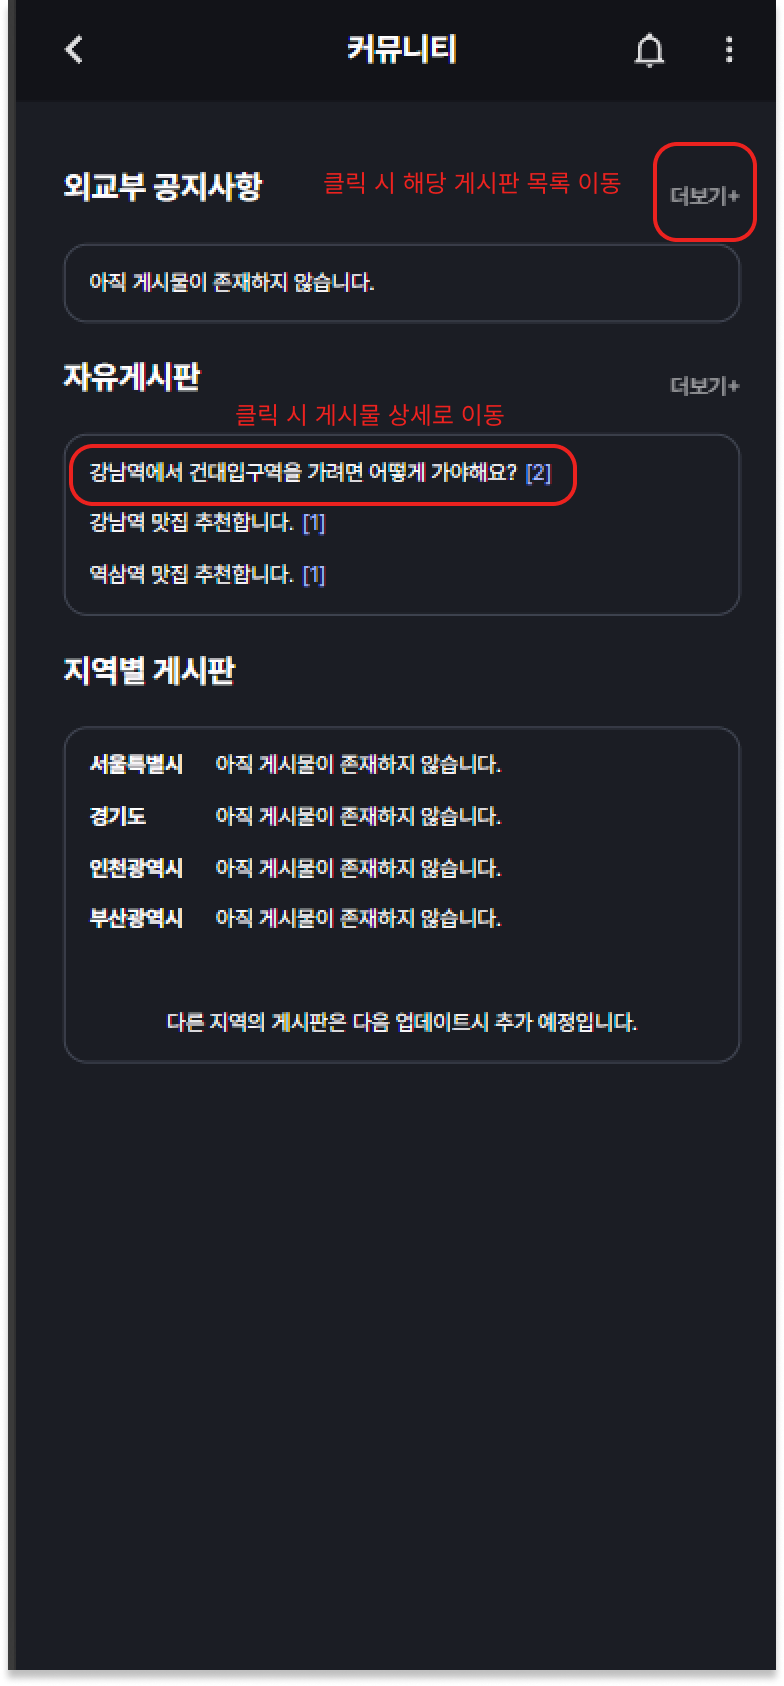 커뮤니티
외교부 공지사항 클릭 시 해당 게시판 목록 이동 더보기+
아직 게시물이 존재하지 않습니다.
자유게시판 더보기+
클릭 시 게시물 상세로 이동
강남역에서 건대입구역을 가려면 어떻게 가야해요? [2]
강남역 맛집 추천합니다. [1]
역삼역 맛집 추천합니다. [1]
지역별 게시판
서울특별시 아직 게시물이 존재하지 않습니다.
경기도 아직 게시물이 존재하지 않습니다.
인천광역시 아직 게시물이 존재하지 않습니다.
부산광역시 아직 게시물이 존재하지 않습니다.
다른 지역의 게시판은 다음 업데이트시 추가 예정입니다.